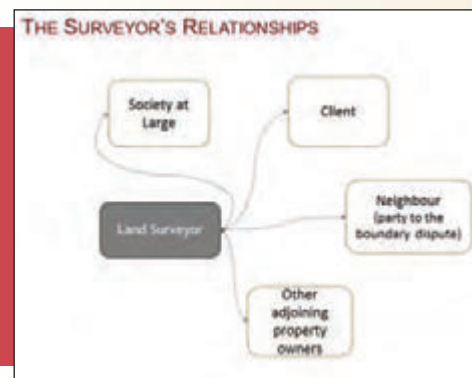 THE SURVEYOR'S RELATIONSHIPS
Society at
Large
Client
Land Surveyor
Neighbour
(party to the
boundary dispute)
Other
adjoining
property
owners